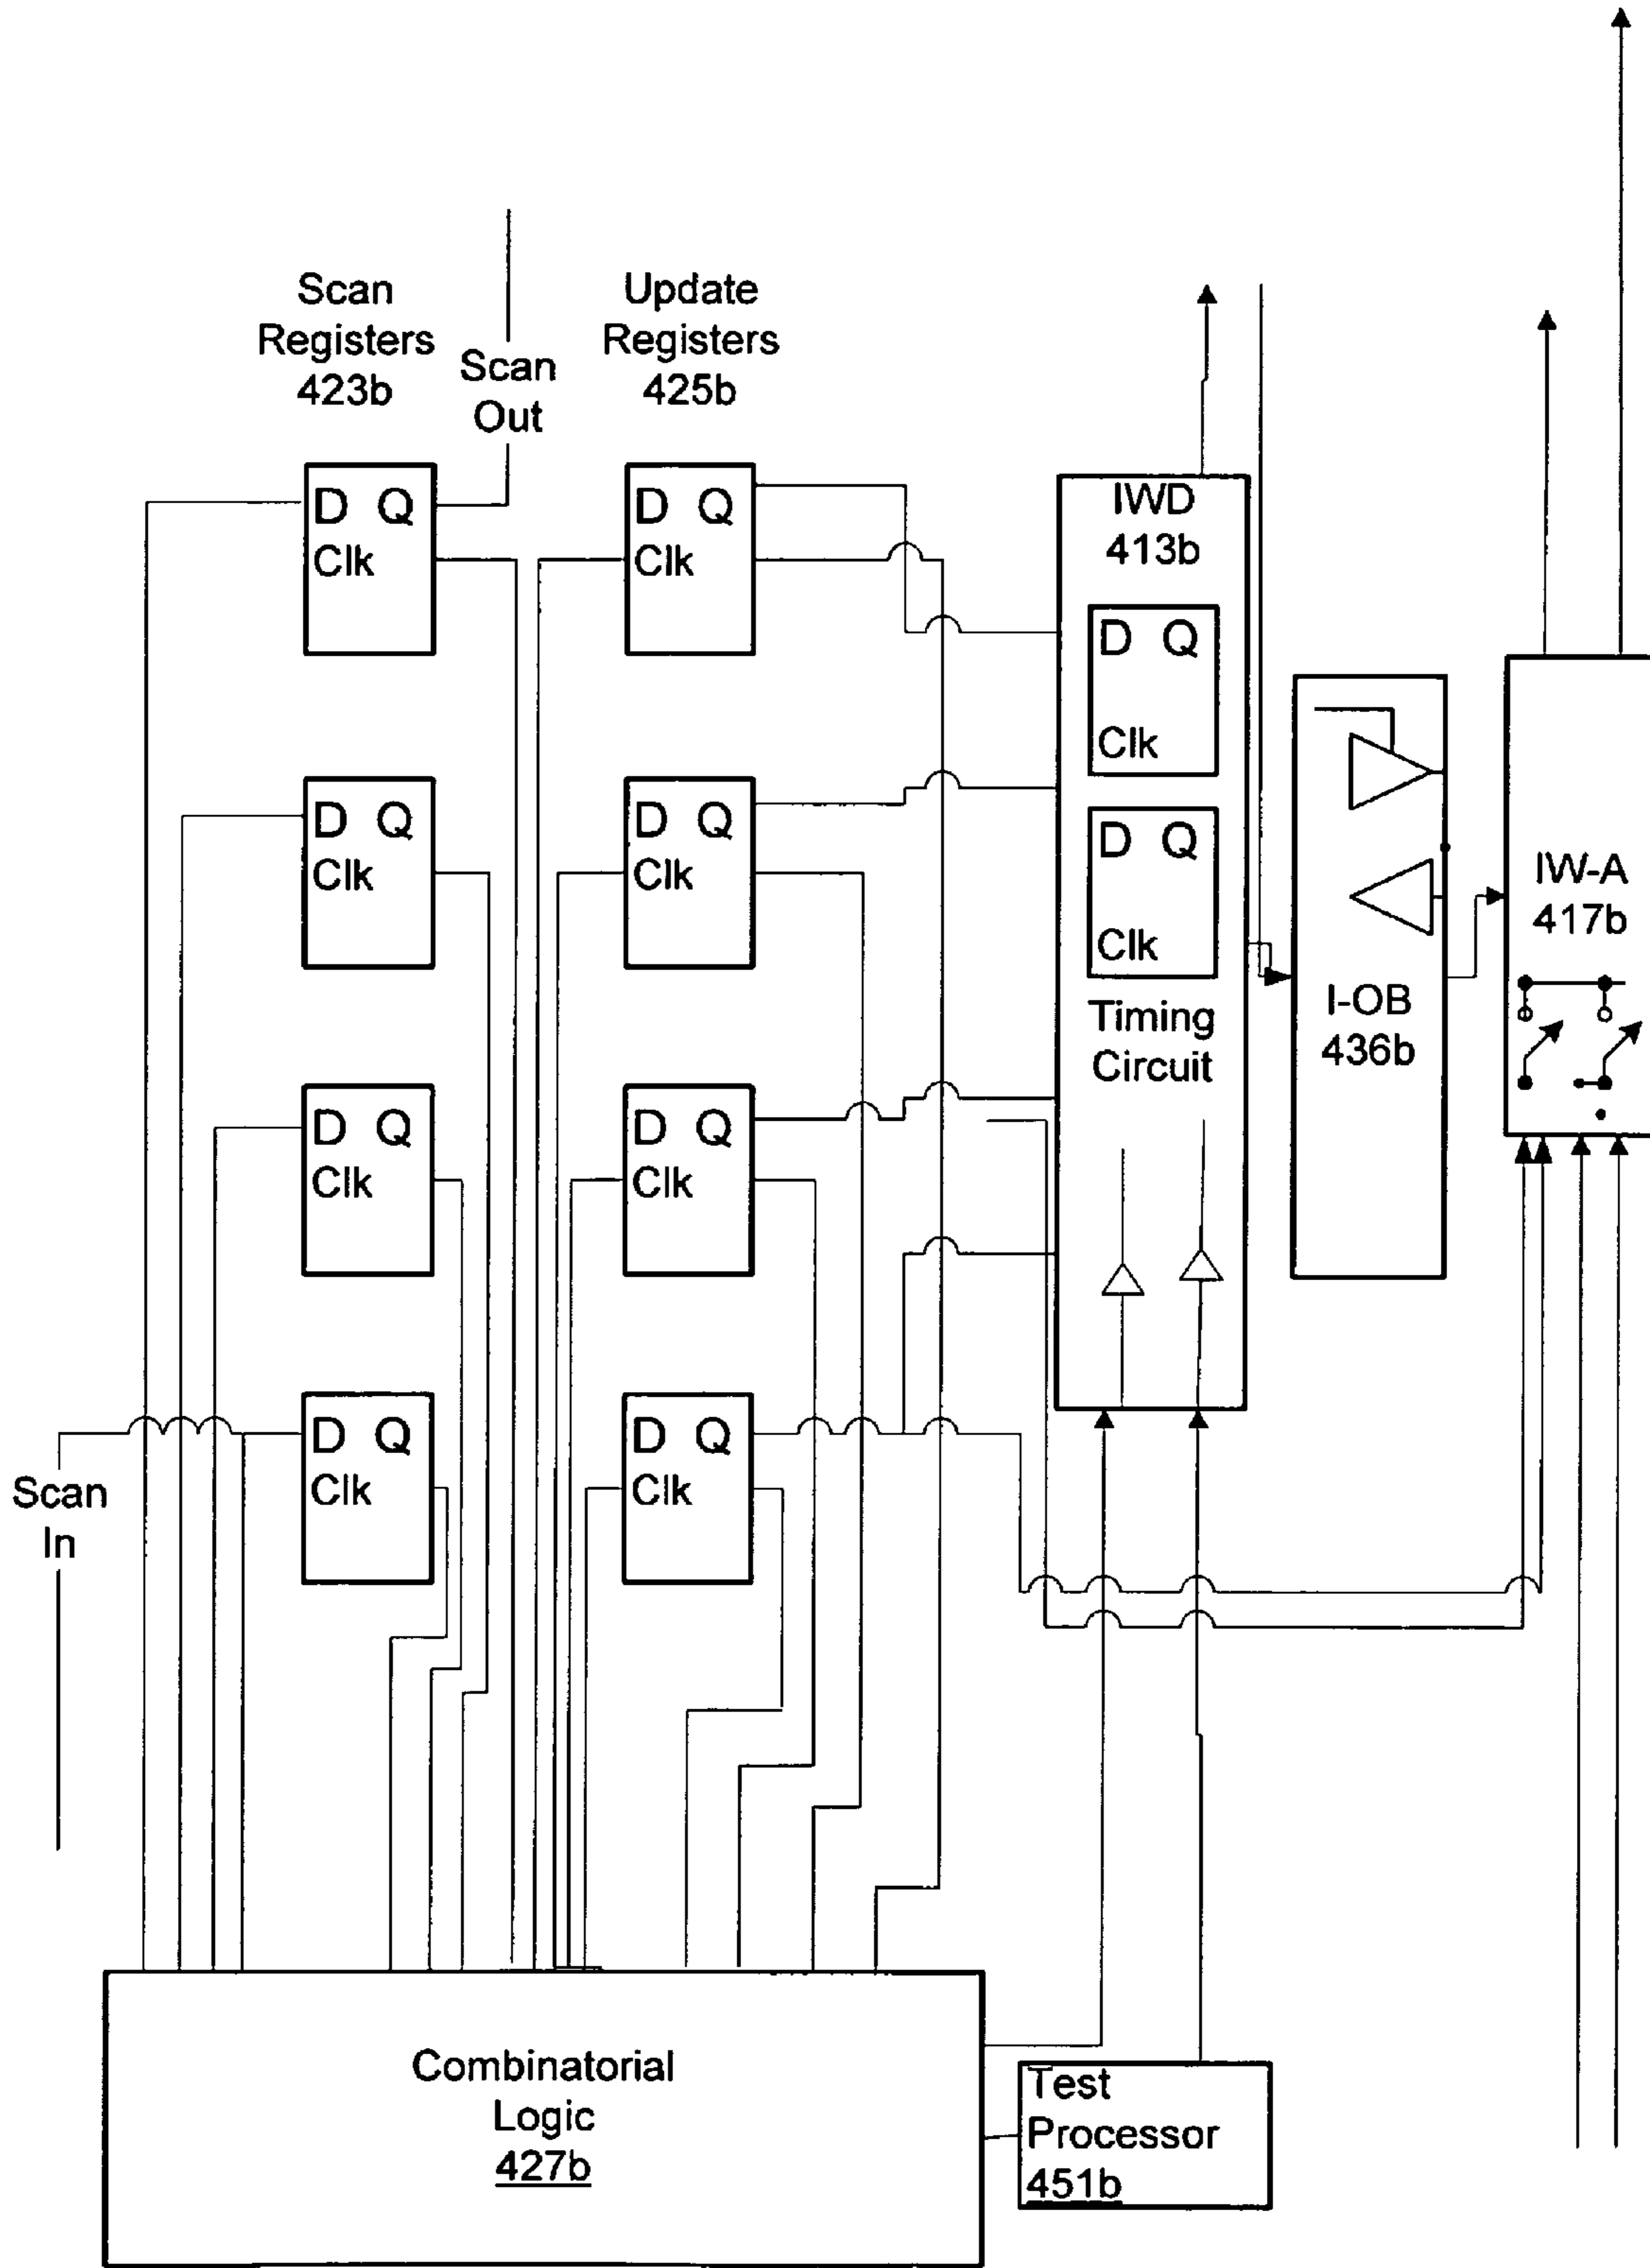 Scan
Registers
423b
Scan
Out
Update
Registers
425b
D Q
Clk
D Q
Clk
D Q
Clk
D Q
Clk
D Q
Clk
D Q
Clk
D Q
Clk
D Q
Clk
Scan
In
IWD
413b
D Q
Clk
D Q
Clk
Timing
Circuit
I-OB
436b
IW-A
417b
Combinatorial
Logic
427b
Test
Processor
451b